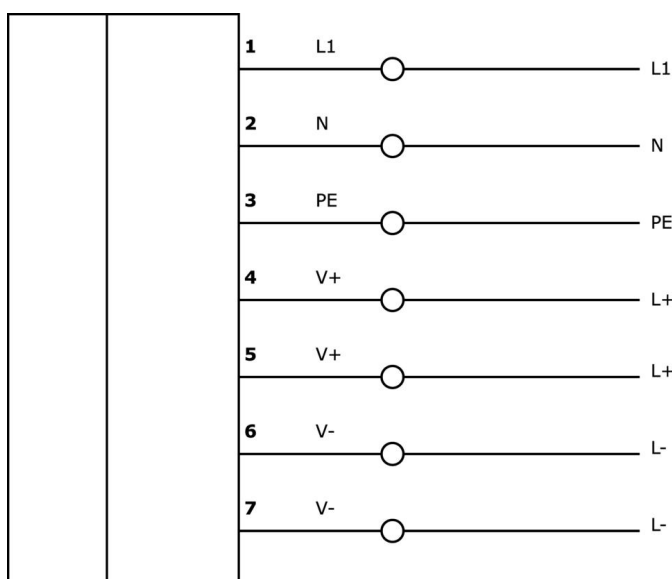 1 L1 L1
2 N N
3 PE PE
4 V+ L+
5 V+ L+
6 V- L-
7 V- L-